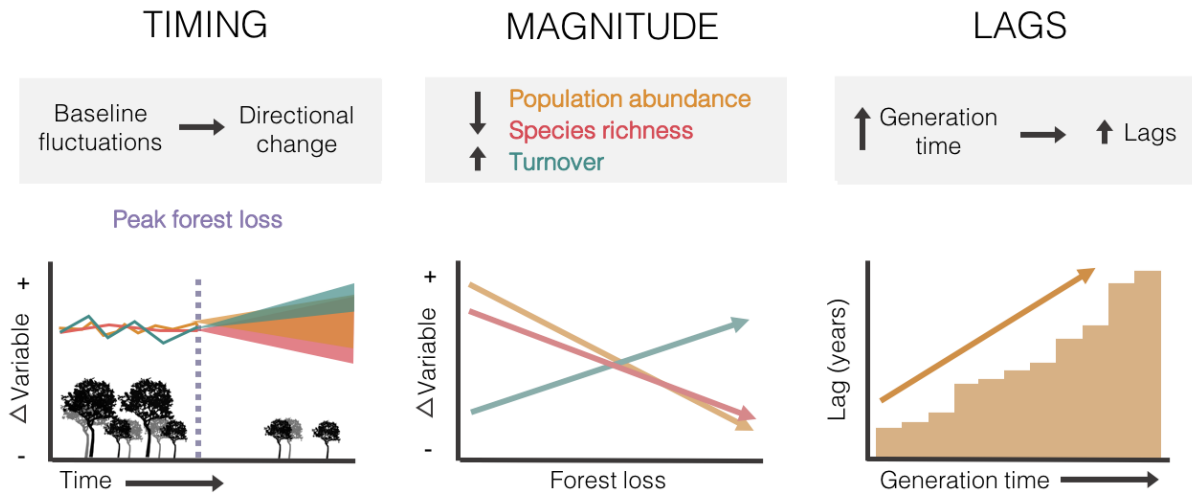 TIMING
MAGNITUDE
LAGS
Baseline
fluctuations
Directional
change
Population abundance
Species richness
Turnover
Generation
time
Lags
Peak forest loss
+
△Variable
-
Time
+
△Variable
-
Forest loss
Lag (years)
Generation time